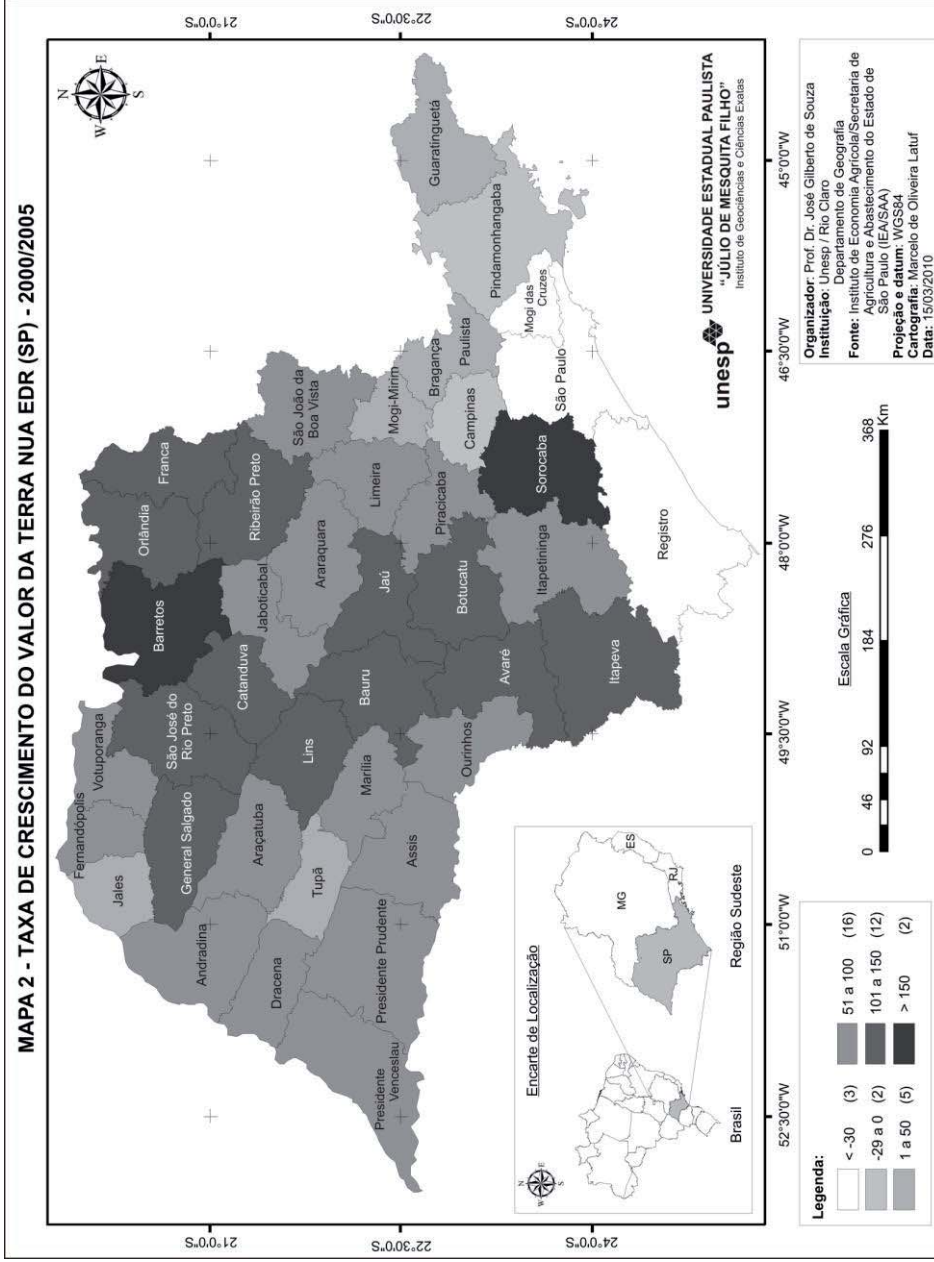 MAPA 2 - TAXA DE CRESCIMENTO DO VALOR DA TERRA NUA EDR (SP) - 2000/2005
21°0'0"S
22°30'0"S
24°0'0"S
N
W
E
S
Fernandópolis
Votuporanga
Jales
São José do
Rio Preto
General Salgado
Barretos
Orlândia
Franca
Ribeirão Preto
Andradina
Araçatuba
Catanduva
Jaboticabal
São João da
Boa Vista
Dracena
Tupã
Lins
Araraquara
Limeira
Mogi-Mirim
Guaratinguetá
Presidente
Venceslau
Presidente Prudente
Marília
Bauru
Jaú
Piracicaba
Bragança
Paulista
Campinas
Pindamonhangaba
Assis
Ourinhos
Avaré
Botucatu
Sorocaba
Mogi das
Cruzes
São Paulo
Itapetininga
Itapeva
Registro
unesp
UNIVERSIDADE ESTADUAL PAULISTA
"JÚLIO DE MESQUITA FILHO"
Instituto de Geociências e Ciências Exatas
Encarte de Localização
N
W
E
S
MG
ES
RJ
SP
Brasil
Região Sudeste
21°0'0"S
22°30'0"S
24°0'0"S
52°30'0"W
51°0'0"W
49°30'0"W
48°0'0"W
46°30'0"W
45°0'0"W
Legenda:
< -30 (3)
-29 a 0 (2)
1 a 50 (5)
51 a 100 (16)
101 a 150 (12)
> 150 (2)
Escala Gráfica
0 46 92 184 276 368
Km
Organizador: Prof. Dr. José Gilberto de Souza
Instituição: Unesp / Rio Claro
Departamento de Geografia
Fonte: Instituto de Economia Agrícola/Secretaria de
Agricultura e Abastecimento do Estado de
São Paulo (IEA/SAA)
Projeção e datum: WGS84
Cartografia: Marcelo de Oliveira Latuf
Data: 15/03/2010